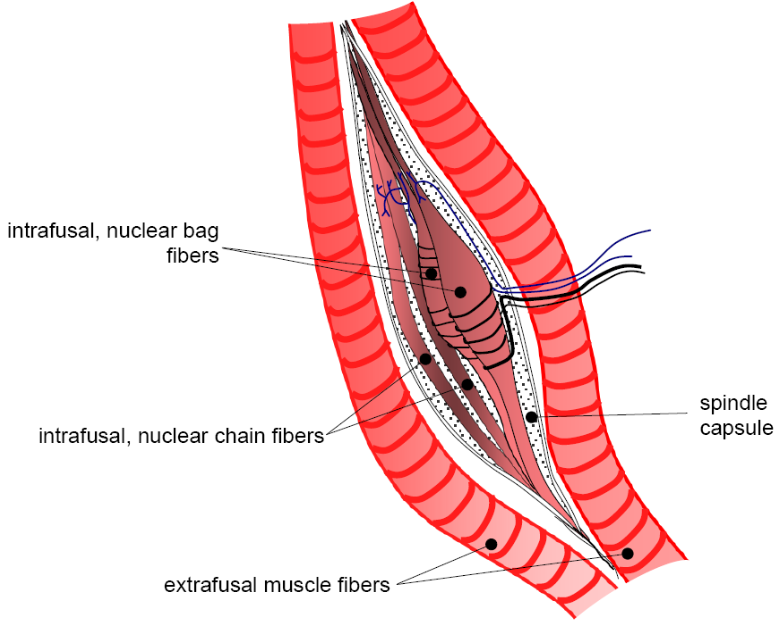 intrafusal, nuclear bag
fibers
spindle
capsule
intrafusal, nuclear chain fibers
extrafusal muscle fibers